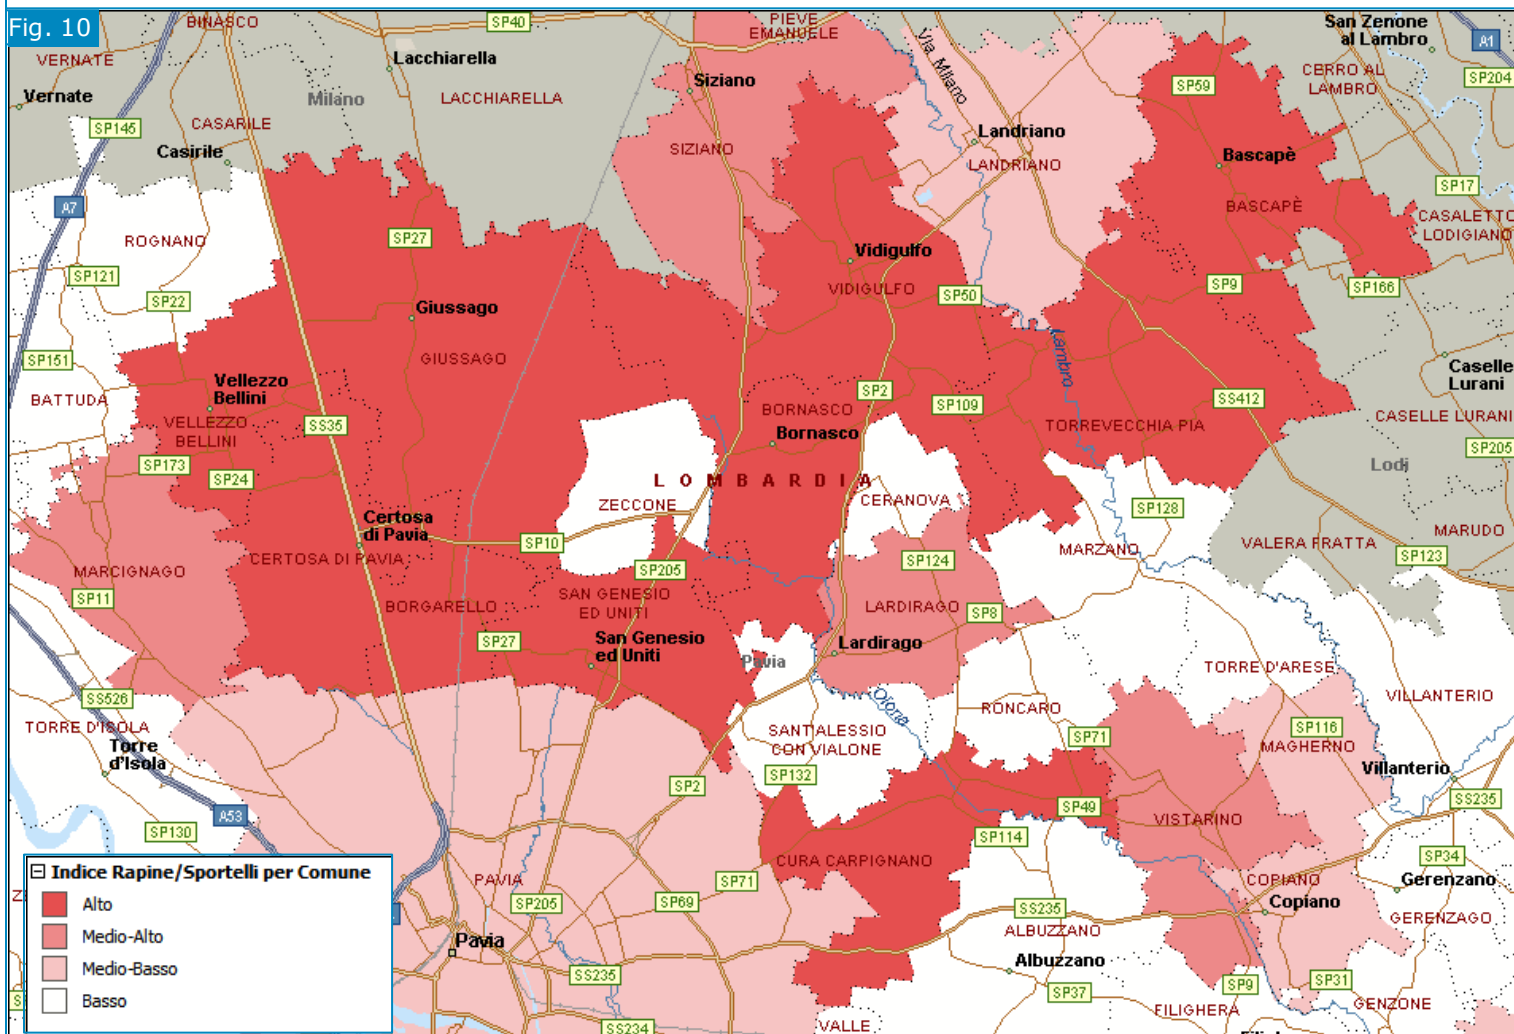 Fig. 10
BINASCO
SP40
PIEVE
EMANUELE
San Zenone
al Lambro
A1
VERNATE
Lacchiarella
Via Milano
CERRO AL
LAMBRO
SP204
Vernate
Milano
LACCHIARELLA
Siziano
SP59
SP145
CASARILE
Casirile
SIZIANO
Landriano
LANDRIANO
Bascapè
SP17
A7
BASCAPÈ
CASALETTO
LODIGIANO
ROGNANO
SP27
Vidigulfo
SP121
SP22
VIDIGULFO
SP50
SP9
SP166
Giussago
SP151
GIUSSAGO
Lambro
Caselle
Lurani
BATTUDA
Vellezzo
Bellini
SP2
SS412
VELLEZZO
BELLINI
SS35
BORNASCO
Bornasco
SP109
TORREVECCHIA PIA
CASELLE LURANI
SP173
SP24
SP205
LOMBARDIA
Lodi
ZECCONE
CERANOVA
SP128
Certosa
di Pavia
SP10
MARZANO
VALERA FRATTA
MARUDO
CERTOSA DI PAVIA
SP205
SP124
SP123
MARCIGNAGO
SP11
BORGARELLO
SAN GENESIO
ED UNITI
LARDIRAGO
SP8
SP27
San Genesio
ed Uniti
Pavia
Lardirago
TORRE D'ARESE
SS526
Olona
RONCARO
VILLANTERIO
TORRE D'ISOLA
SANT'ALESSIO
CON VIALONE
SP71
SP116
MAGHERNO
Torre
d'Isola
SP132
Villanterio
SP2
SP49
SS235
A53
SP130
SP114
VISTARINO
SP34
CURA CARPIGNANO
Indice Rapine/Sportelli per Comune
Alto
Medio-Alto
Medio-Basso
Basso
PAVIA
SP71
COPIANO
Gerenzano
SP205
SP69
SS235
Copiano
GERENZAGO
Pavia
ALBUZZANO
Albuzzano
SS235
SP37
SP9
SP31
FILIGHERA
GENZONE
SS234
VALLE